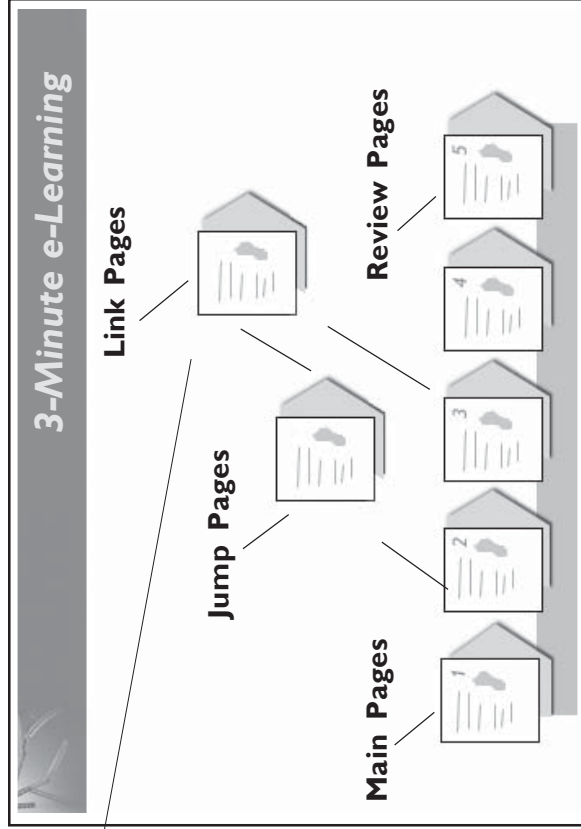 3-Minute e-Learning
Link Pages
Jump Pages
Review Pages
Main Pages
1
2
3
4
5